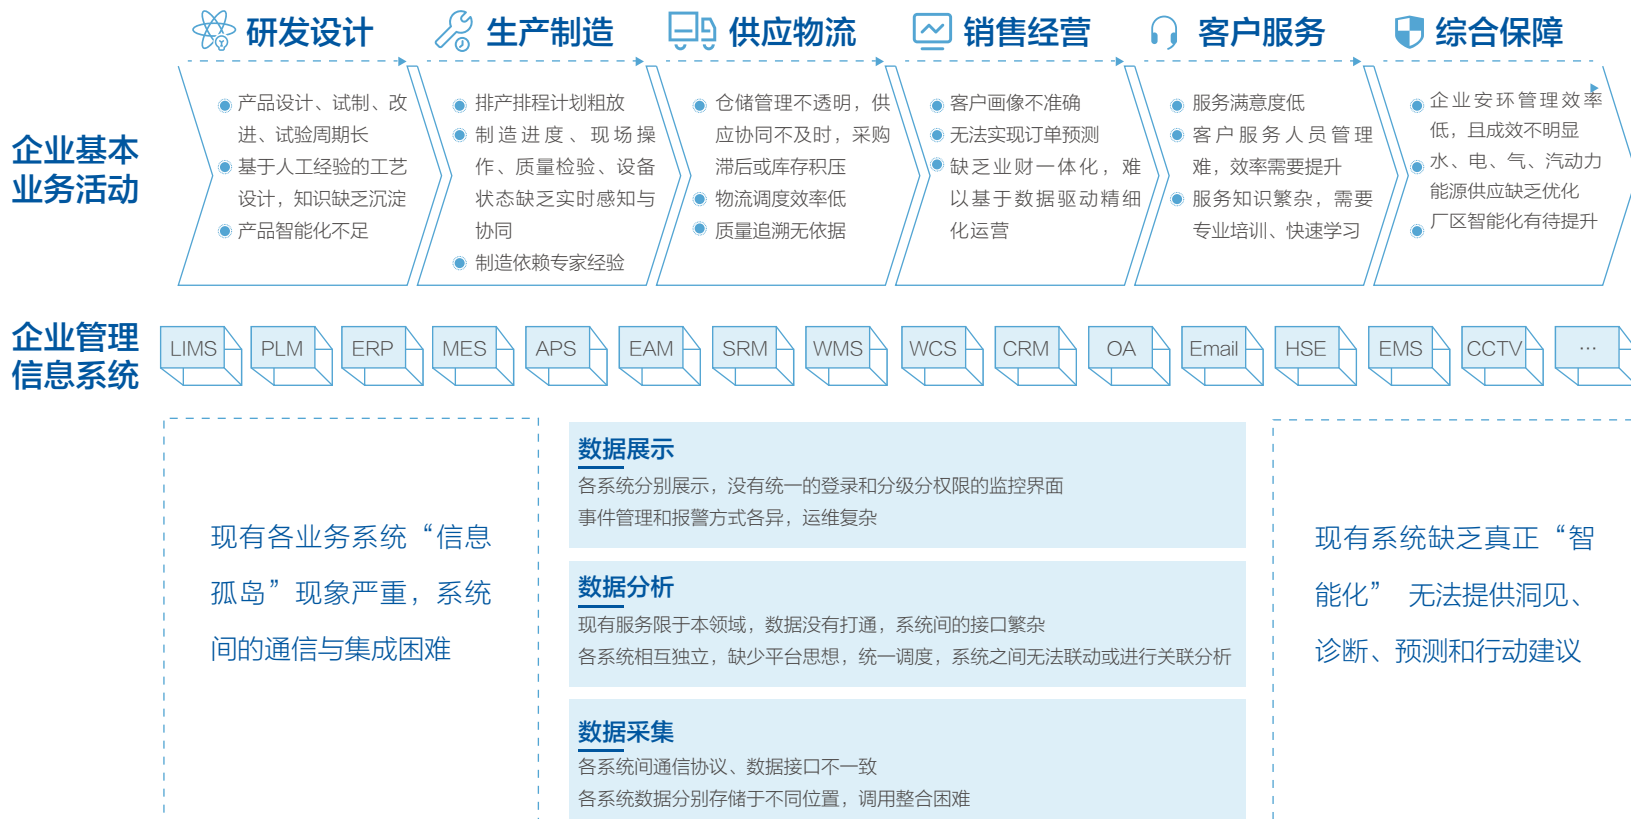 研发设计
生产制造
供应物流
销售经营
客户服务
综合保障
企业基本
业务活动
产品设计、试制、改
进、试验周期长
基于人工经验的工艺
设计，知识缺乏沉淀
产品智能化不足
排产排程计划粗放
制造进度、现场操
作、质量检验、设备
状态缺乏实时感知与
协同
制造依赖专家经验
仓储管理不透明，供
应协同不及时，采购
滞后或库存积压
物流调度效率低
质量追溯无依据
客户画像不准确
无法实现订单预测
缺乏业财一体化，难
以基于数据驱动精细
化运营
服务满意度低
客户服务人员管理
难，效率需要提升
服务知识繁杂，需要
专业培训、快速学习
企业安环管理效率
低，且成效不明显
水、电、气、汽动力
能源供应缺乏优化
厂区智能化有待提升
企业管理
信息系统
LIMS
PLM
ERP
MES
APS
EAM
SRM
WMS
WCS
CRM
OA
Email
HSE
EMS
CCTV
…
现有各业务系统“信息
孤岛”现象严重，系统
间的通信与集成困难
数据展示
各系统分别展示，没有统一的登录和分级分权限的监控界面
事件管理和报警方式各异，运维复杂
数据分析
现有服务限于本领域，数据没有打通，系统间的接口繁杂
各系统相互独立，缺少平台思想，统一调度，系统之间无法联动或进行关联分析
数据采集
各系统间通信协议、数据接口不一致
各系统数据分别存储于不同位置，调用整合困难
现有系统缺乏真正“智
能化” 无法提供洞见、
诊断、预测和行动建议